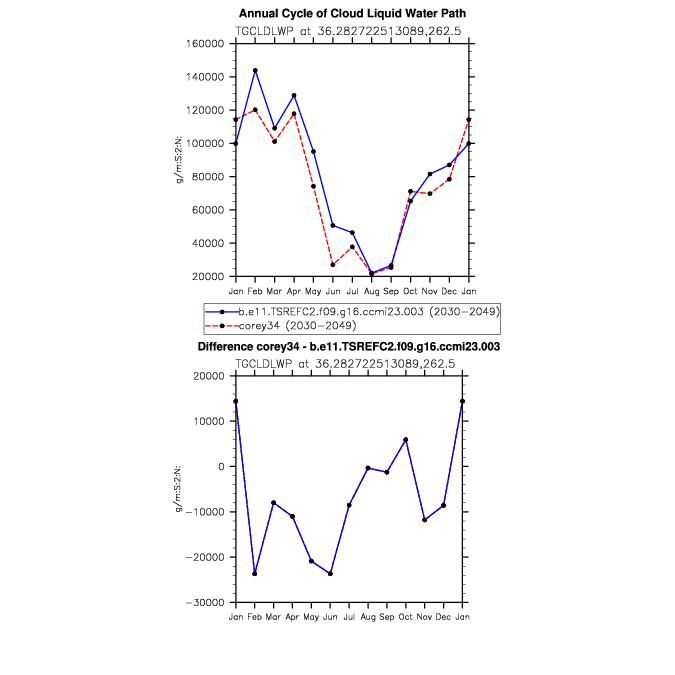 Annual Cycle of Cloud Liquid Water Path
TGCLDLWP at 36.282722513089,262.5
160000
140000
120000
100000
80000
60000
40000
20000
g/m:S:2:N:
Jan Feb Mar Apr May Jun Jul Aug Sep Oct Nov Dec Jan
b.e11.TSREFC2.f09.g16.ccmi23.003 (2030-2049)
corey34 (2030-2049)
Difference corey34 - b.e11.TSREFC2.f09.g16.ccmi23.003
TGCLDLWP at 36.282722513089,262.5
20000
10000
0
-10000
-20000
-30000
g/m:S:2:N:
Jan Feb Mar Apr May Jun Jul Aug Sep Oct Nov Dec Jan